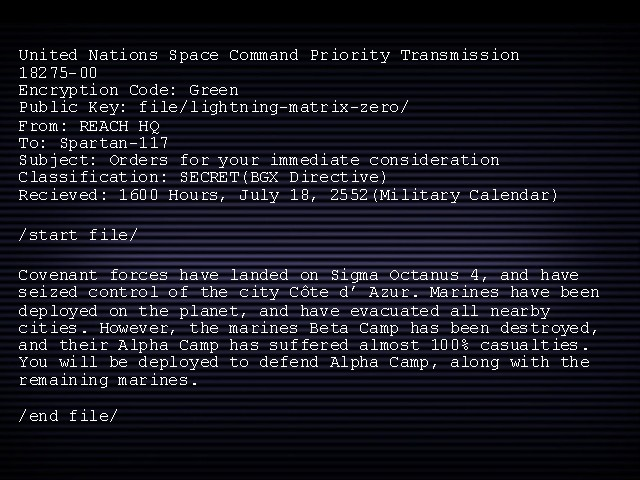 United Nations Space Command Priority Transmission
18275-00
Encryption Code: Green
Public Key: file/lightning-matrix-zero/
From: REACH HQ
To: Spartan-117
Subject: Orders for your immediate consideration
Classification: SECRET(BGX Directive)
Recieved: 1600 Hours, July 18, 2552(Military Calendar)
/start file/
Covenant forces have landed on Sigma Octanus 4, and have
seized control of the city Côte d’ Azur. Marines have been
deployed on the planet, and have evacuated all nearby
cities. However, the marines Beta Camp has been destroyed,
and their Alpha Camp has suffered almost 100% casualties.
You will be deployed to defend Alpha Camp, along with the
remaining marines.
/end file/